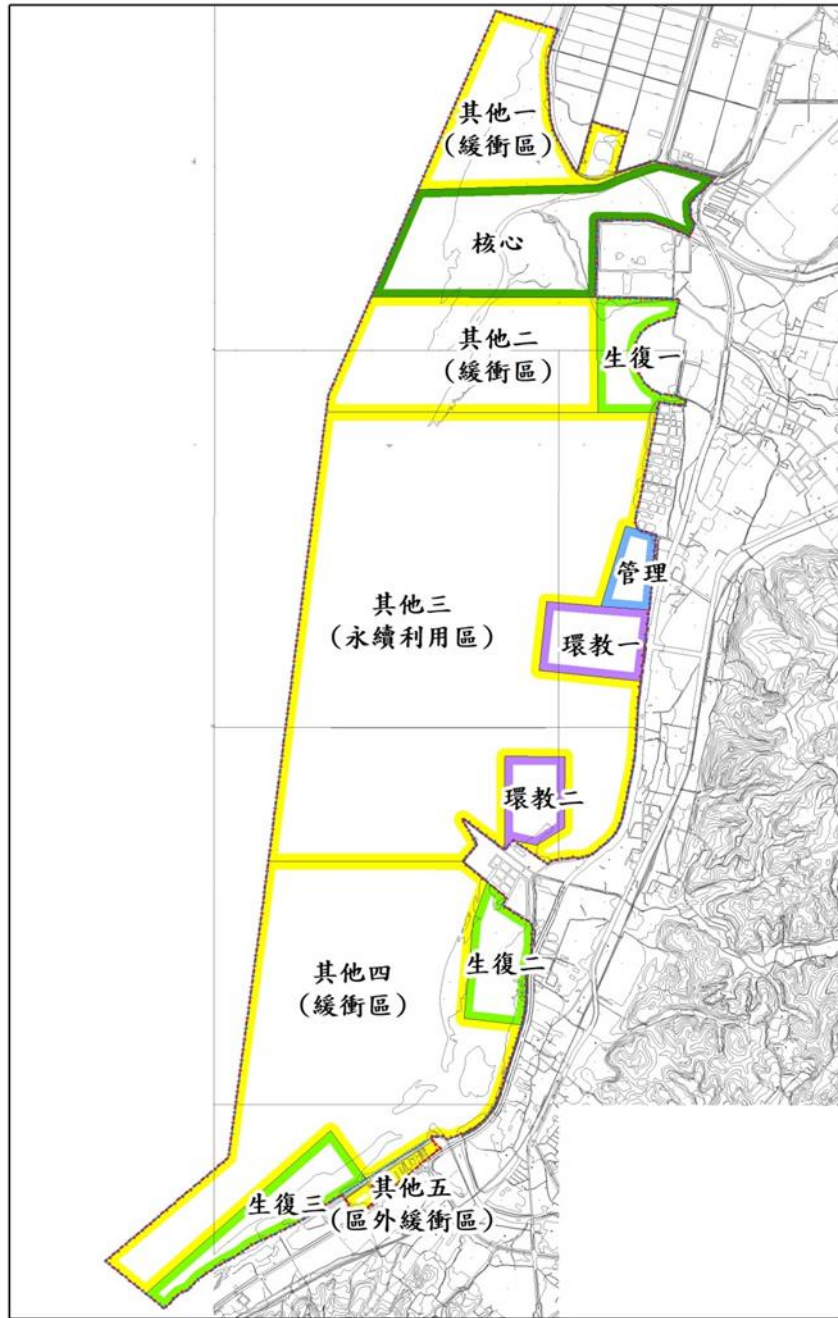 其他一
(緩衝區)
核心
其他二
(緩衝區)
生復一
管理
其他三
(永續利用區)
環教一
環教二
生復二
其他四
(緩衝區)
生復三
其他五
(區外緩衝區)